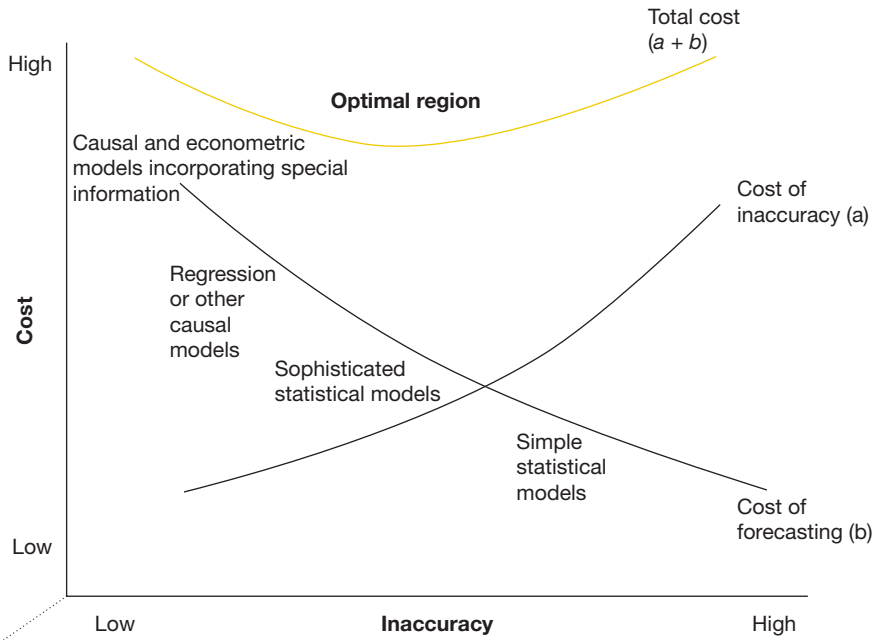 Total cost
(a + b)
High
Optimal region
Causal and econometric
models incorporating special
information
Cost of
inaccuracy (a)
Regression
or other
causal
models
Cost
Sophisticated
statistical models
Simple
statistical
models
Cost of
forecasting (b)
Low
Low
Inaccuracy
High